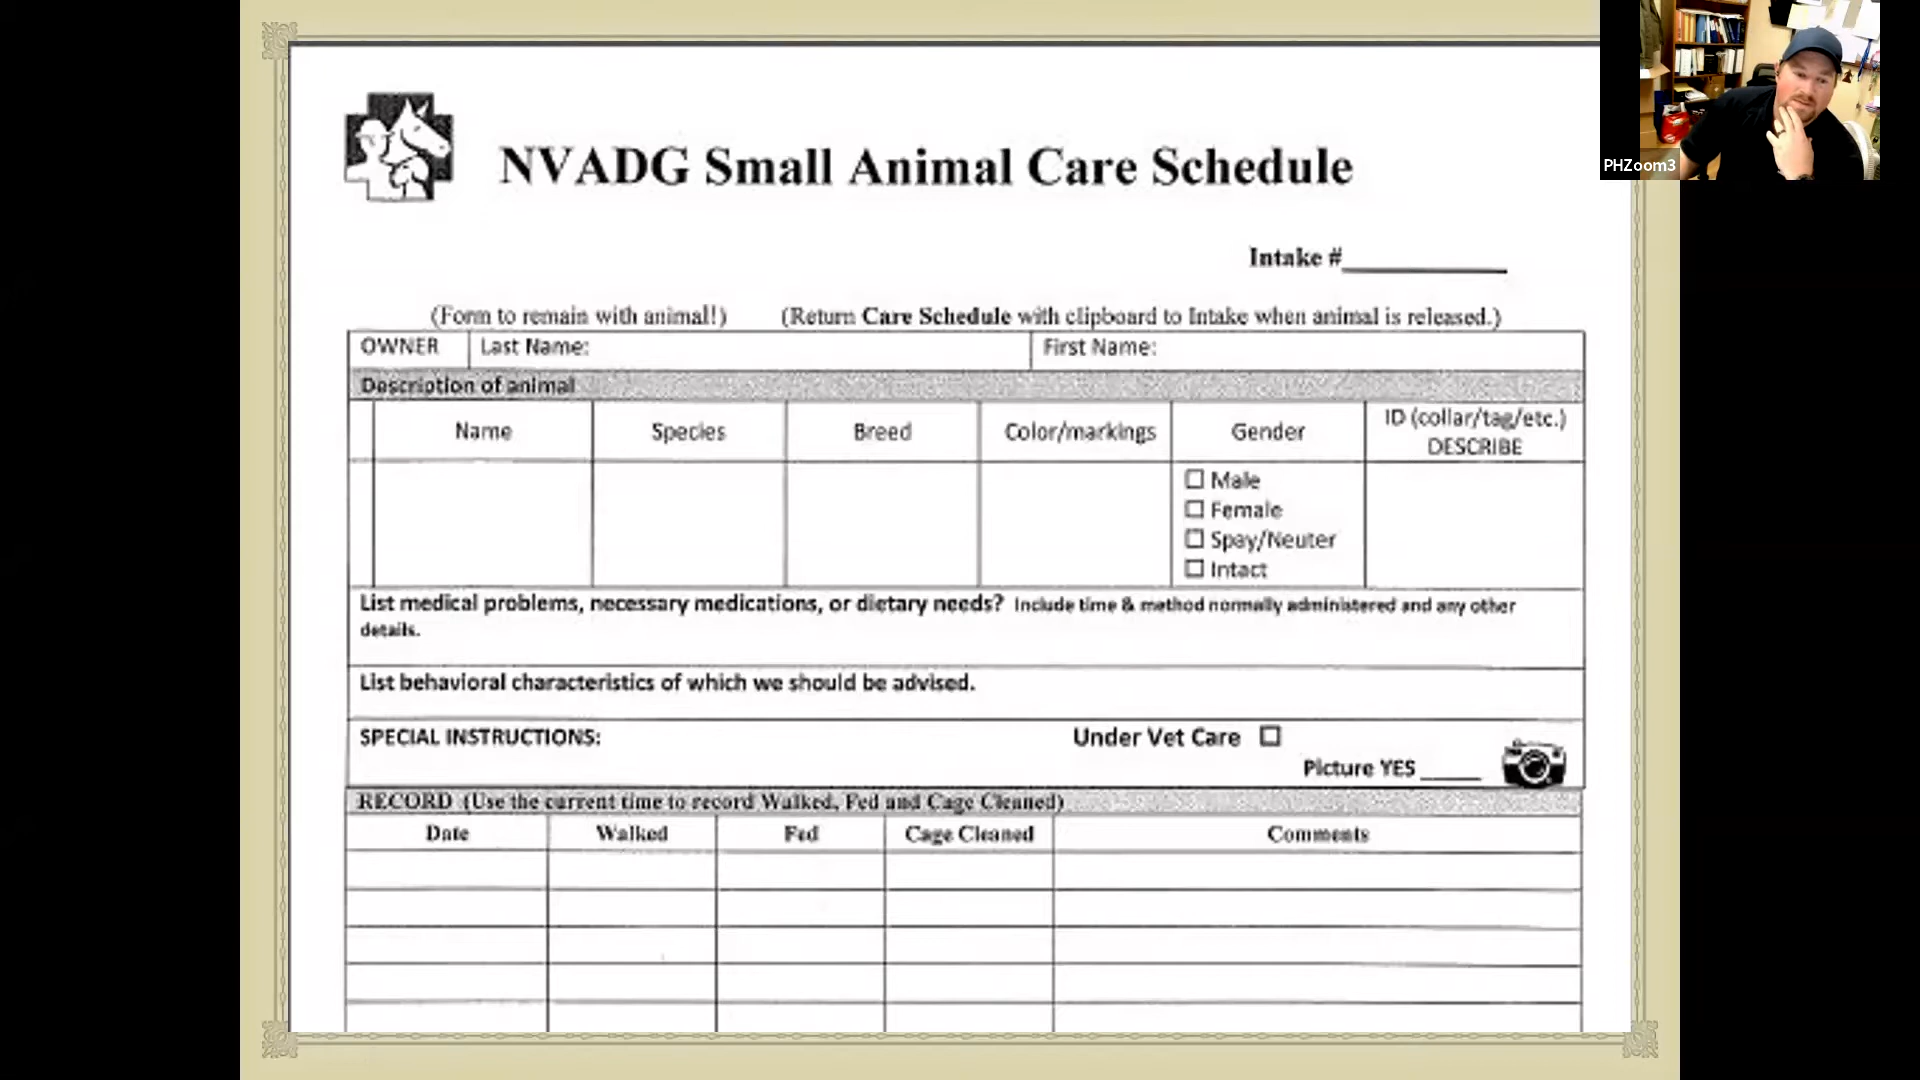 NVADG Small Animal Care Schedule
PHZoom3
Intake #
(Form to remain with animal!) (Return Care Schedule with clipboard to Intake when animal is released.)
OWNER Last Name: First Name:
Description of animal
Name Species Breed Color/markings Gender ID (collar/tag/etc.) DESCRIBE
Male
Female
Spay/Neuter
Intact
List medical problems, necessary medications, or dietary needs? Include time & method normally administered and any other
details.
List behavioral characteristics of which we should be advised.
SPECIAL INSTRUCTIONS: Under Vet Care
Picture YES
RECORD (Use the current time to record Walked, Fed and Cage Cleaned)
Date Walked Fed Cage Cleaned Comments